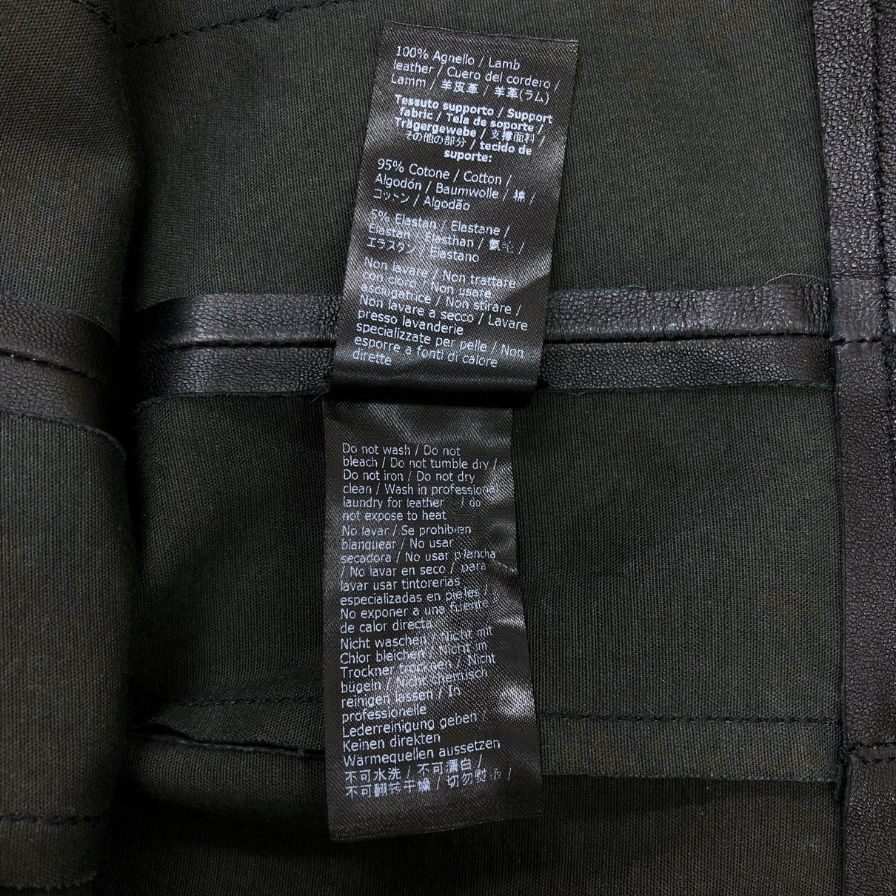 100% Agnello / Lamb
leather / Cuero del cordero /
Lamm / 羊皮革 / 羊革(ラム)
Tessuto supporto / Support
fabric / Tela de soporte /
Trägergewebe / 支撑面料 /
その他の部分 / tecido de
suporte:
95% Cotone / Cotton /
Algodón / Baumwolle / 棉 /
コットン / Algodão
5% Elastan / Elastane /
Elastan / Elasthan / 氨纶 /
エラスタン / Elastano
Non lavare / Non trattare
con cloro / Non usare
asciugatrice / Non stirare /
Non lavare a secco / Lavare
presso lavanderie
specializzate per pelle / Non
esporre a fonti di calore
dirette
Do not wash / Do not
bleach / Do not tumble dry /
Do not iron / Do not dry
clean / Wash in professional
laundry for leather / do
not expose to heat
No lavar / Se prohiben
blanquear / No usar
secadora / No usar plancha
/ No lavar en seco / para
lavar usar tintorerías
especializadas en pieles /
No exponer a una fuente
de calor directa
Nicht waschen / Nicht mit
Chlor bleichen / Nicht im
Trockner trocknen / Nicht
bügeln / nicht chemisch
reinigen lassen / In
professionelle
Lederreinigung geben /
Keinen direkten
Warmequellen aussetzen
不可水洗 / 不可漂白 /
不可翻转干燥 / 切勿熨烫 /